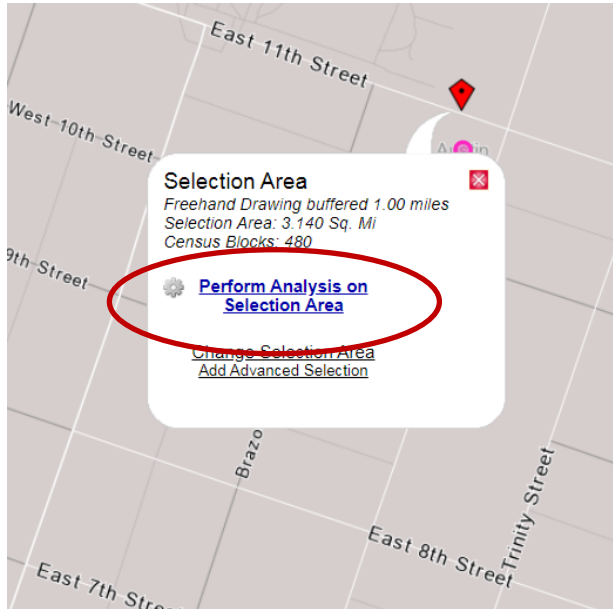 East 11th Street
West 10th Street
Selection Area
Freehand Drawing buffered 1.00 miles
Selection Area: 3.140 Sq. Mi
Census Blocks: 480
9th Street
Perform Analysis on
Selection Area
Change Selection Area
Add Advanced Selection
Brazo
Trinity Street
East 8th Street
East 7th Stree